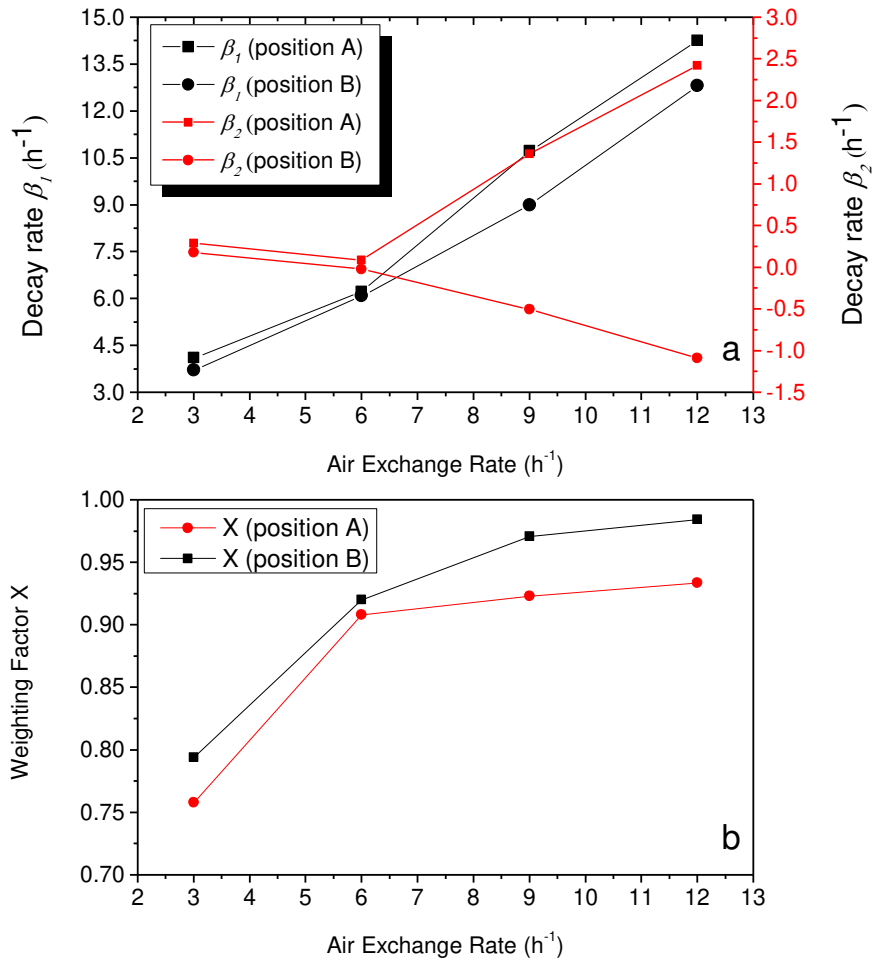 15.0
13.5
12.0
10.5
9.0
7.5
6.0
4.5
3.0
Decay rate β₁ (h⁻¹)
β₁ (position A)
β₁ (position B)
β₂ (position A)
β₂ (position B)
3.0
2.5
2.0
1.5
1.0
0.5
0.0
-0.5
-1.0
-1.5
Decay rate β₂ (h⁻¹)
a
2 3 4 5 6 7 8 9 10 11 12 13
Air Exchange Rate (h⁻¹)
1.00
0.95
0.90
0.85
0.80
0.75
0.70
Weighting Factor X
X (position A)
X (position B)
b
2 3 4 5 6 7 8 9 10 11 12 13
Air Exchange Rate (h⁻¹)